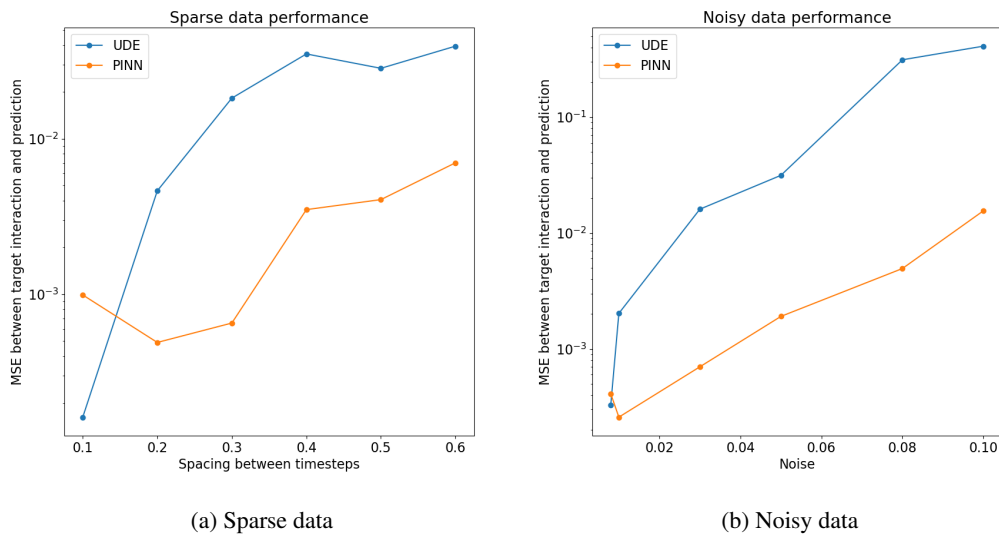 Sparse data performance
UDE
PINN
MSE between target interaction and prediction
10⁻²
10⁻³
0.1 0.2 0.3 0.4 0.5 0.6
Spacing between timesteps
(a) Sparse data
Noisy data performance
UDE
PINN
MSE between target interaction and prediction
10⁻¹
10⁻²
10⁻³
0.02 0.04 0.06 0.08 0.10
Noise
(b) Noisy data